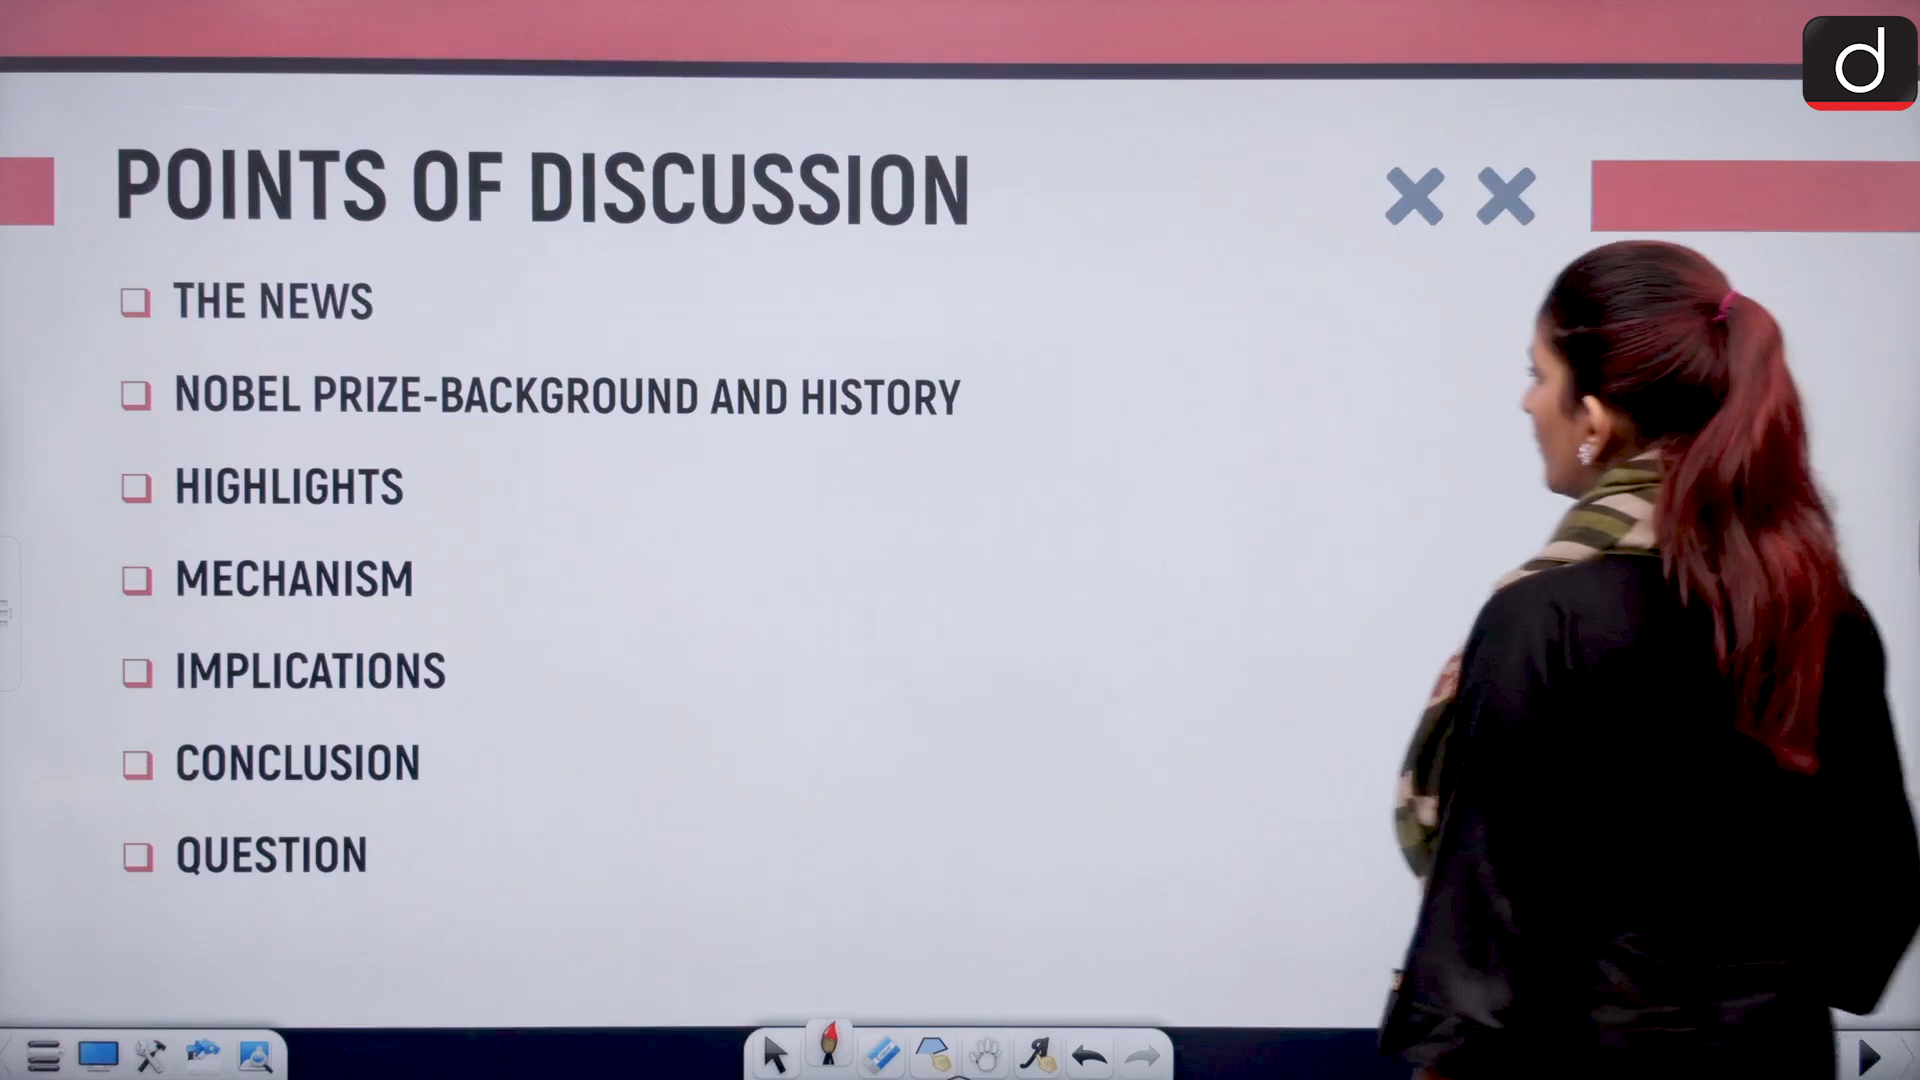 d
POINTS OF DISCUSSION
THE NEWS
NOBEL PRIZE-BACKGROUND AND HISTORY
HIGHLIGHTS
MECHANISM
IMPLICATIONS
CONCLUSION
QUESTION